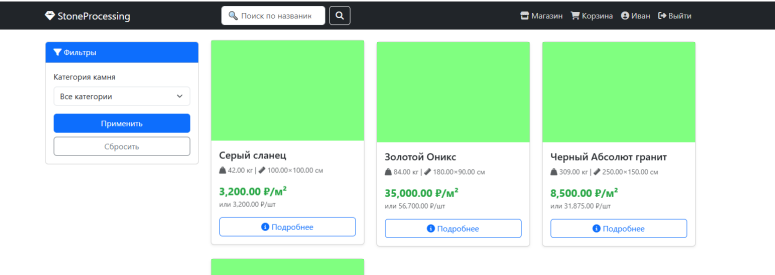 StoneProcessing
Поиск по названию
Магазин Корзина Иван Выйти
Фильтры
Категория камня
Все категории
Применить
Сбросить
Серый сланец
42.00 кг | 100.00×100.00 см
3,200.00 ₽/м²
или 3,200.00 ₽/шт
Подробнее
Золотой Оникс
84.00 кг | 180.00×90.00 см
35,000.00 ₽/м²
или 56,700.00 ₽/шт
Подробнее
Черный Абсолют гранит
309.00 кг | 250.00×150.00 см
8,500.00 ₽/м²
или 31,875.00 ₽/шт
Подробнее